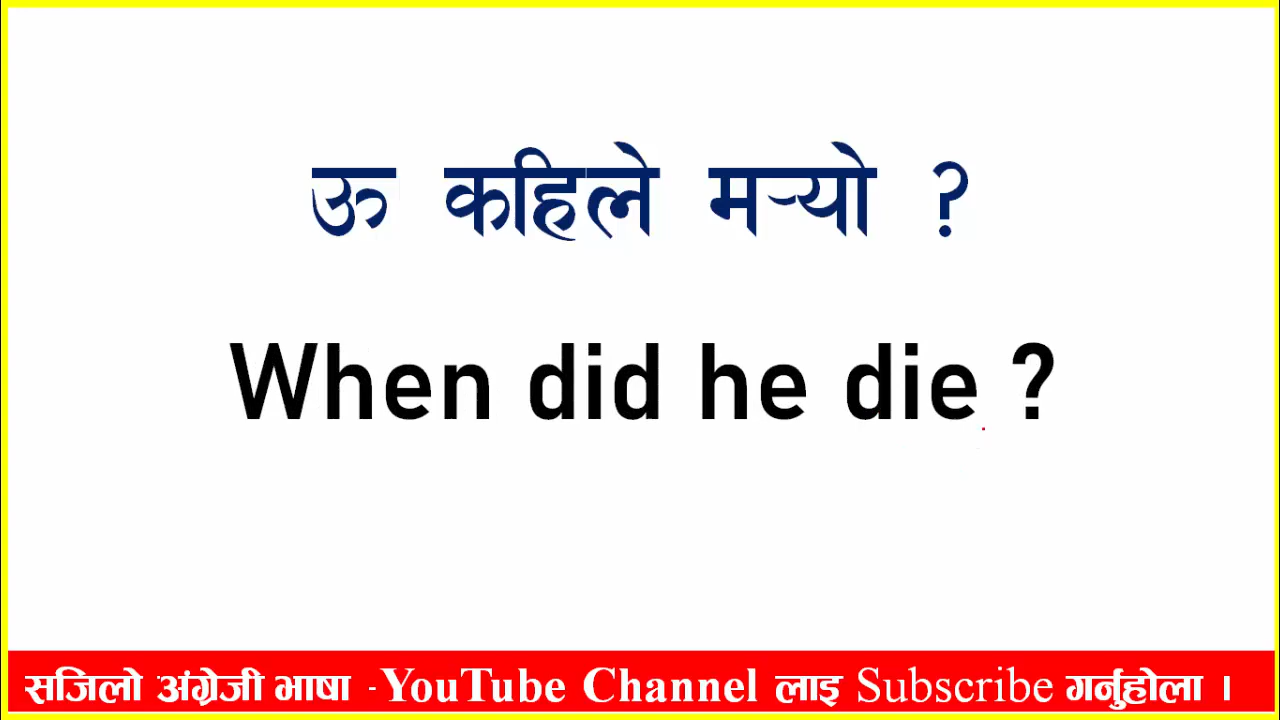 ऊ कहिले मर्‍यो ?
When did he die ?
सजिलो अंग्रेजी भाषा -YouTube Channel लाइ Subscribe गर्नुहोला ।